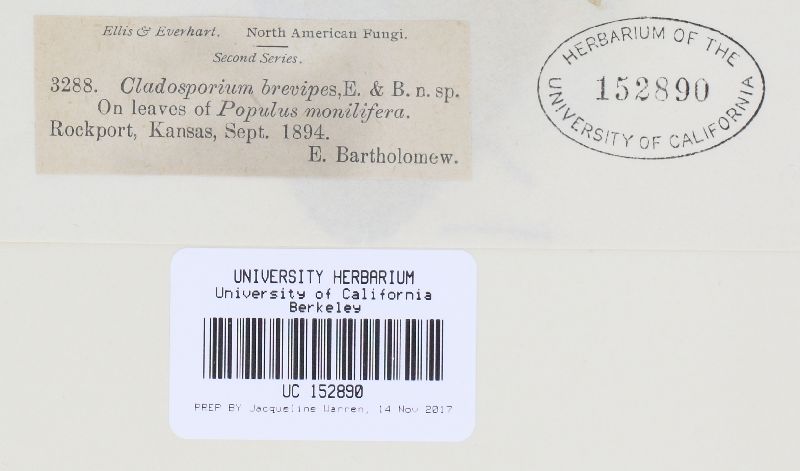 Ellis & Everhart. North American Fungi.
Second Series.
3288. Cladosporium brevipes, E. & B. n. sp.
On leaves of Populus monilifera.
Rockport, Kansas, Sept. 1894.
E. Bartholomew.
HERBARIUM OF THE
152890
UNIVERSITY OF CALIFORNIA
UNIVERSITY HERBARIUM
University of California
Berkeley
UC 152890
PREP BY Jacqueline Warren, 14 Nov 2017